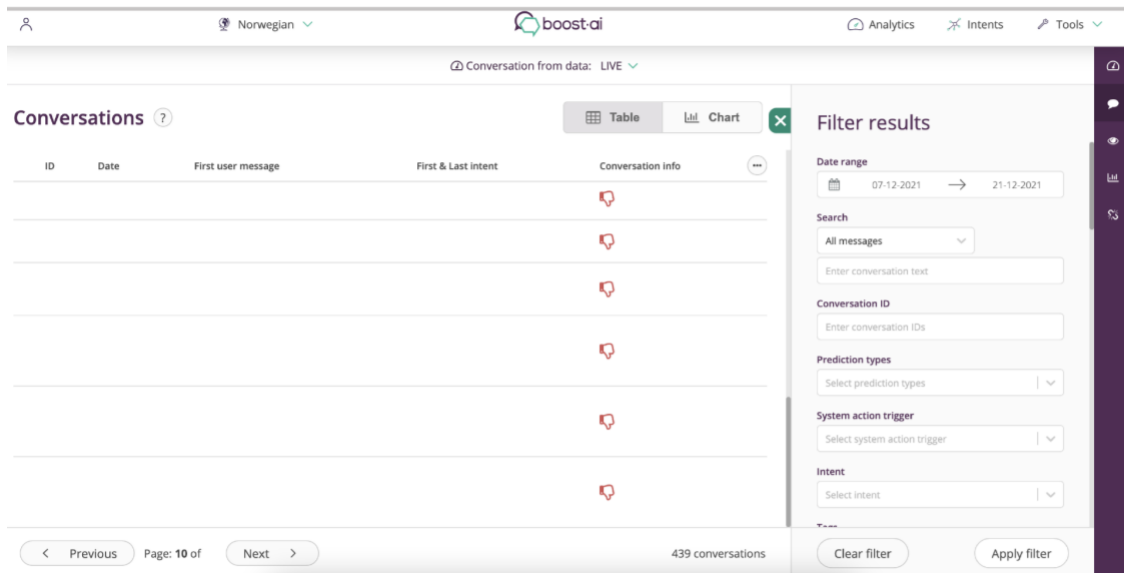 Norwegian
boost.ai
Analytics
Intents
Tools
Conversation from data: LIVE
Conversations ?
Table
Chart
ID
Date
First user message
First & Last intent
Conversation info
Previous
Page: 10 of
Next
439 conversations
Filter results
Date range
07-12-2021 → 21-12-2021
Search
All messages
Enter conversation text
Conversation ID
Enter conversation IDs
Prediction types
Select prediction types
System action trigger
Select system action trigger
Intent
Select intent
Clear filter
Apply filter